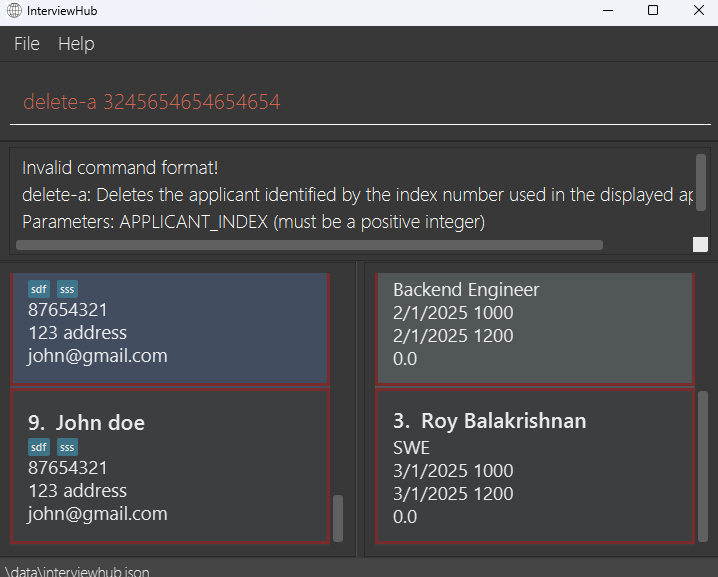 InterviewHub
File Help
delete-a 3245654654654654
Invalid command format!
delete-a: Deletes the applicant identified by the index number used in the displayed ap
Parameters: APPLICANT_INDEX (must be a positive integer)
sdf sss
87654321
123 address
john@gmail.com
9. John doe
sdf sss
87654321
123 address
john@gmail.com
Backend Engineer
2/1/2025 1000
2/1/2025 1200
0.0
3. Roy Balakrishnan
SWE
3/1/2025 1000
3/1/2025 1200
0.0
\data\interviewhub.json